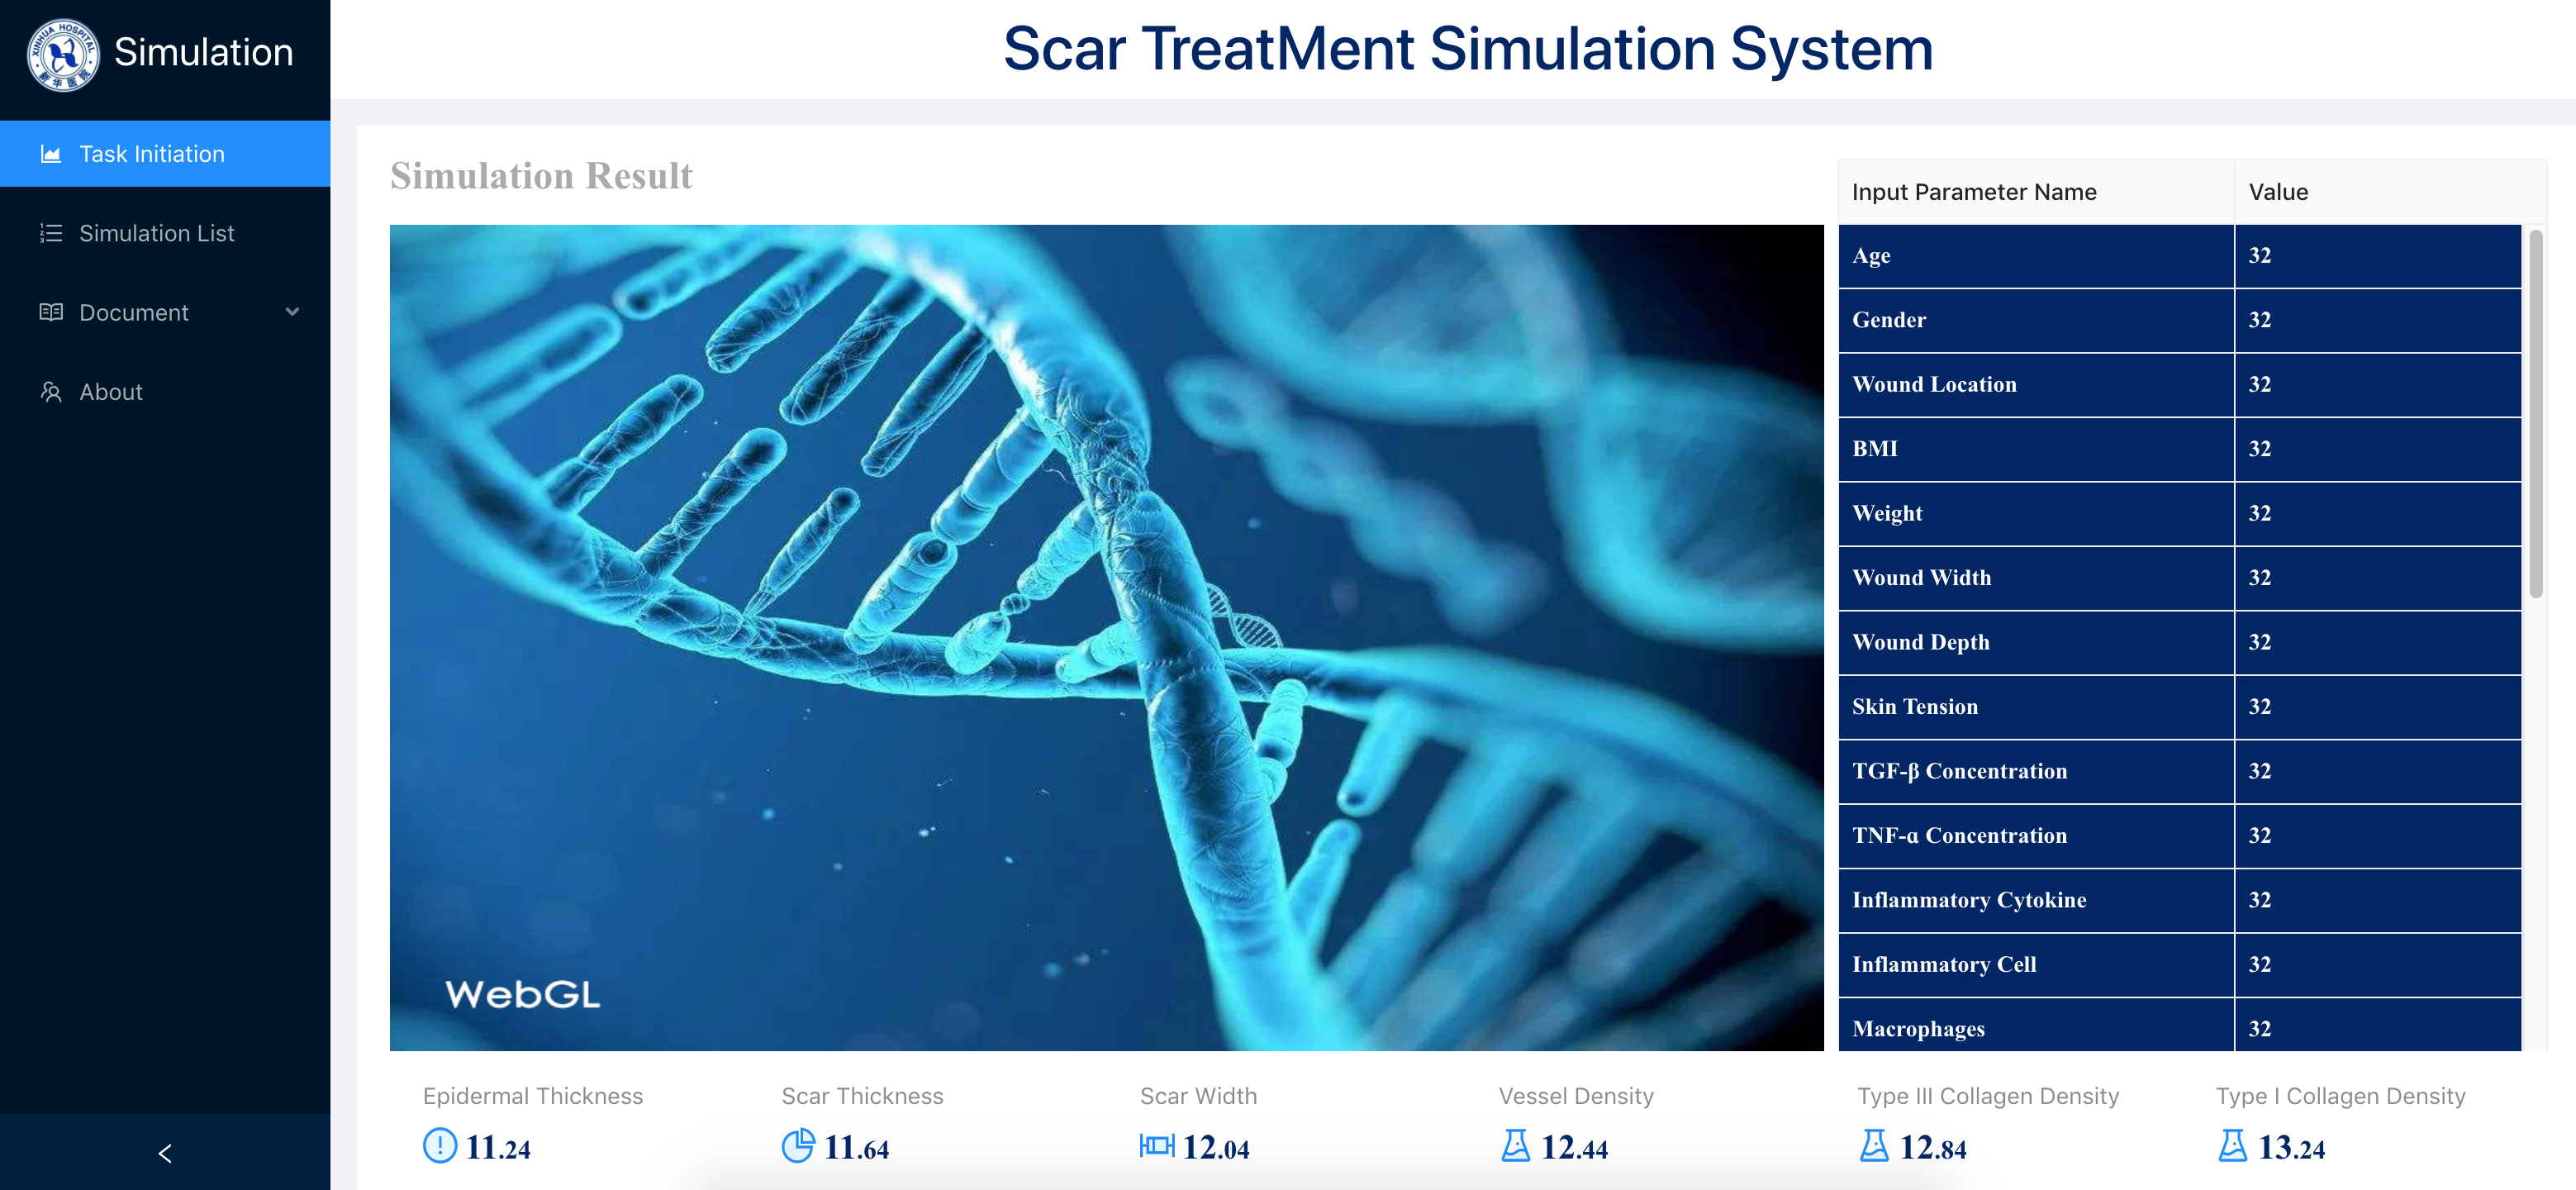 XINHUA HOSPITAL
新华医院
Simulation
Task Initiation
Simulation List
Document
About
Scar TreatMent Simulation System
Simulation Result
WebGL
Input Parameter Name Value
Age 32
Gender 32
Wound Location 32
BMI 32
Weight 32
Wound Width 32
Wound Depth 32
Skin Tension 32
TGF-β Concentration 32
TNF-α Concentration 32
Inflammatory Cytokine 32
Inflammatory Cell 32
Macrophages 32
Epidermal Thickness
11.24
Scar Thickness
11.64
Scar Width
12.04
Vessel Density
12.44
Type III Collagen Density
12.84
Type I Collagen Density
13.24